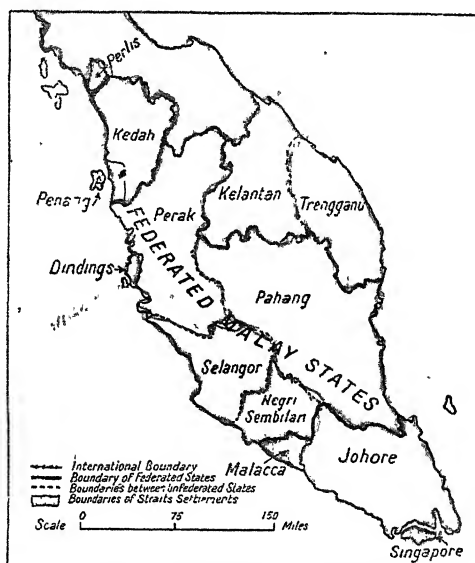 Perlis
Kedah
Penang
Perak
Kelantan
Trengganu
Dindings
FEDERATED MALAY STATES
Pahang
Selangor
Negri
Sembilan
Malacca
Johore
Singapore
International Boundary
Boundary of Federated States
Boundaries between Unfederated States
Boundaries of Straits Settlements
Scale 0 75 150 Miles